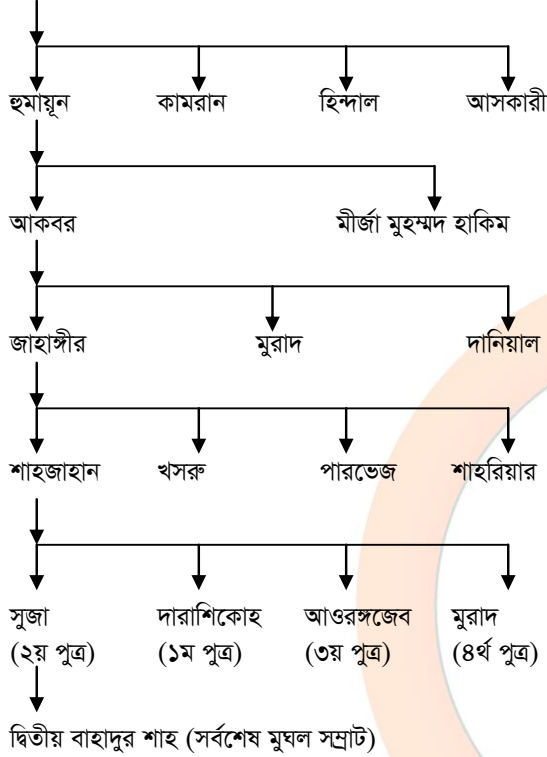 হুমায়ূন কামরান হিন্দাল আসকারী
আকবর মীর্জা মুহম্মদ হাকিম
জাহাঙ্গীর মুরাদ দানিয়াল
শাহজাহান খসরু পারভেজ শাহরিয়ার
সুজা দারাশিকোহ আওরঙ্গজেব মুরাদ
(২য় পুত্র) (১ম পুত্র) (৩য় পুত্র) (৪র্থ পুত্র)
দ্বিতীয় বাহাদুর শাহ (সর্বশেষ মুঘল সম্রাট)